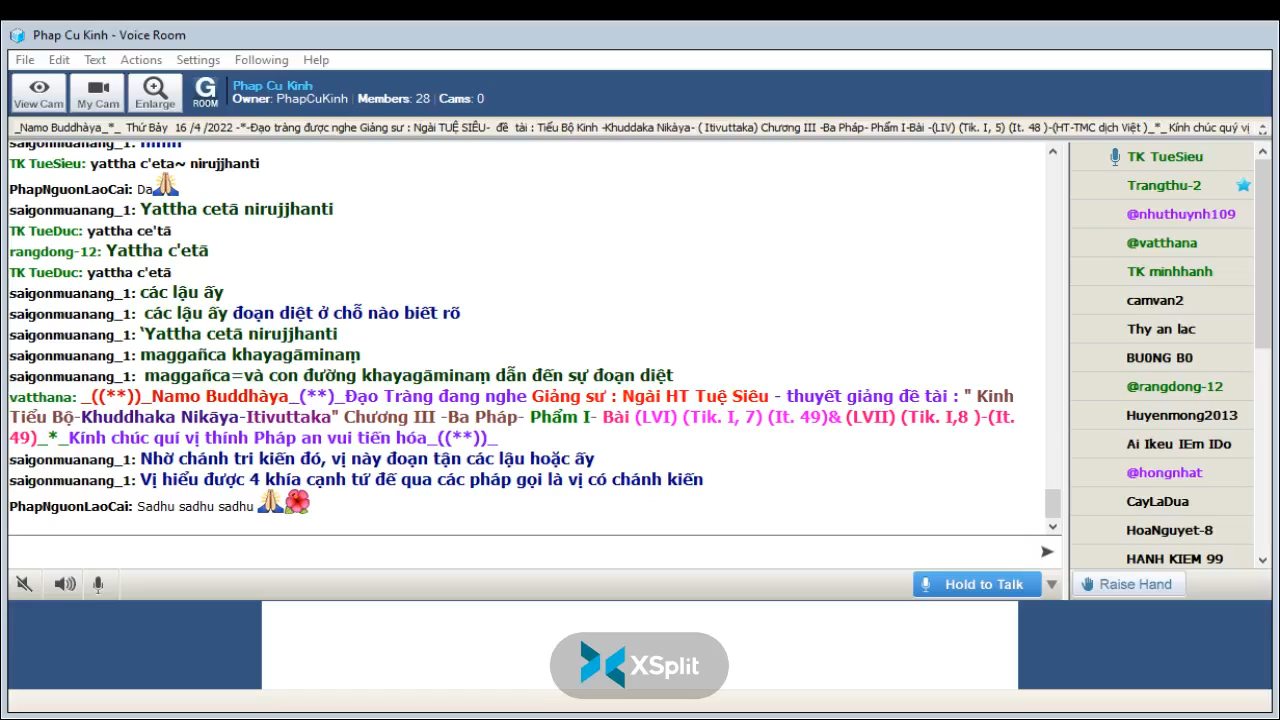 Phap Cu Kinh - Voice Room
File Edit Text Actions Settings Following Help
View Cam My Cam Enlarge G ROOM
Phap Cu Kinh
Owner: PhapCuKinh | Members: 28 | Cams: 0
_Namo Buddhàya_*_ Thứ Bảy 16 /4 /2022 -*-Đạo tràng được nghe Giảng sư : Ngài TUỆ SIÊU- đề tài : Tiểu Bộ Kinh -Khuddaka Nikàya- ( Itivuttaka) Chương III -Ba Pháp- Phẩm I-Bài -(LIV) (Tik. I, 5) (It. 48 )-(HT-TMC dịch Việt )_*_ Kính chúc quý vị
saigonmuanang_1:
TK TueSieu: yattha c'eta~ nirujjhanti
PhapNguonLaoCai: Da
saigonmuanang_1: Yattha cetā nirujjhanti
TK TueDuc: yattha ce'tā
rangdong-12: Yattha c'etā
TK TueDuc: yattha c'etā
saigonmuanang_1: các lậu ấy
saigonmuanang_1: các lậu ấy đoạn diệt ở chỗ nào biết rõ
saigonmuanang_1: ‘Yattha cetā nirujjhanti
saigonmuanang_1: maggañca khayagāminaṃ
saigonmuanang_1: maggañca=và con đường khayagāminaṃ dẫn đến sự đoạn diệt
vatthana: _((**))_Namo Buddhàya_(**)_Đạo Tràng đang nghe Giảng sư : Ngài HT Tuệ Siêu - thuyết giảng đề tài : " Kinh
Tiểu Bộ-Khuddhaka Nikāya-Itivuttaka" Chương III -Ba Pháp- Phẩm I- Bài (LVI) (Tik. I, 7) (It. 49)& (LVII) (Tik. I,8 )-(It.
49)_*_Kính chúc quí vị thính Pháp an vui tiến hóa_((**))_
saigonmuanang_1: Nhờ chánh tri kiến đó, vị này đoạn tận các lậu hoặc ấy
saigonmuanang_1: Vị hiểu được 4 khía cạnh tứ đế qua các pháp gọi là vị có chánh kiến
PhapNguonLaoCai: Sadhu sadhu sadhu
TK TueSieu
Trangthu-2
@nhuthuynh109
@vatthana
TK minhhanh
camvan2
Thy an lac
BU0NG B0
@rangdong-12
Huyenmong2013
Ai Ikeu IEm IDo
@hongnhat
CayLaDua
HoaNguyet-8
HANH KIEM 99
Hold to Talk
Raise Hand
XSplit